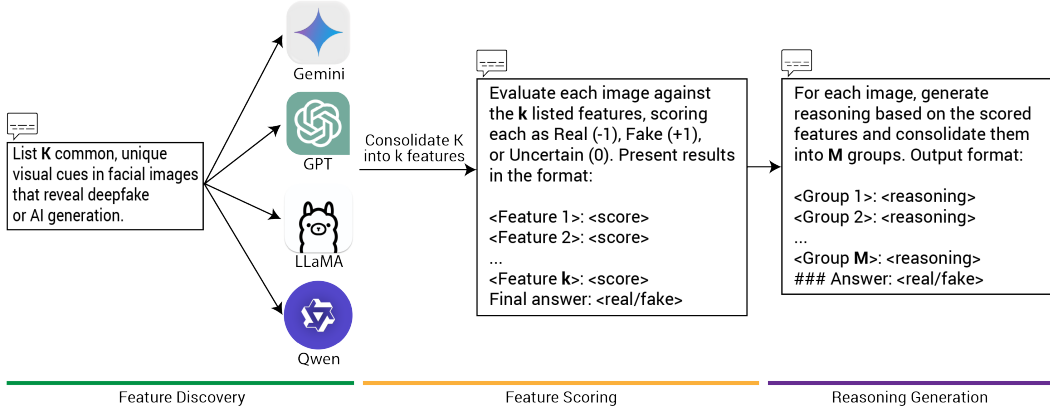 List K common, unique
visual cues in facial images
that reveal deepfake
or AI generation.
Gemini
GPT
LLaMA
Qwen
Consolidate K
into k features
Evaluate each image against
the k listed features, scoring
each as Real (-1), Fake (+1),
or Uncertain (0). Present results
in the format:
<Feature 1>: <score>
<Feature 2>: <score>
...
<Feature k>: <score>
Final answer: <real/fake>
For each image, generate
reasoning based on the scored
features and consolidate them
into M groups. Output format:
<Group 1>: <reasoning>
<Group 2>: <reasoning>
...
<Group M>: <reasoning>
### Answer: <real/fake>
Feature Discovery
Feature Scoring
Reasoning Generation